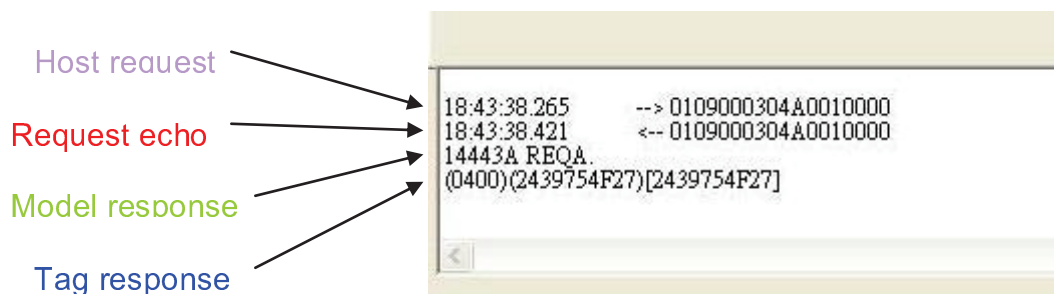 Host request
Request echo
Model response
Tag response
18:43:38.265 --> 0109000304A0010000
18:43:38.421 <-- 0109000304A0010000
14443A REQA.
(0400)(2439754F27)[2439754F27]